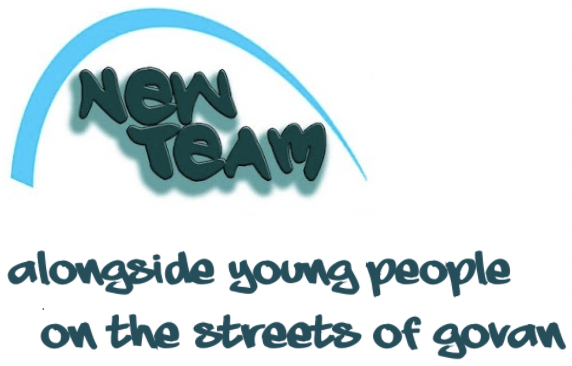 New
Team
alongside young people
on the streets of govan